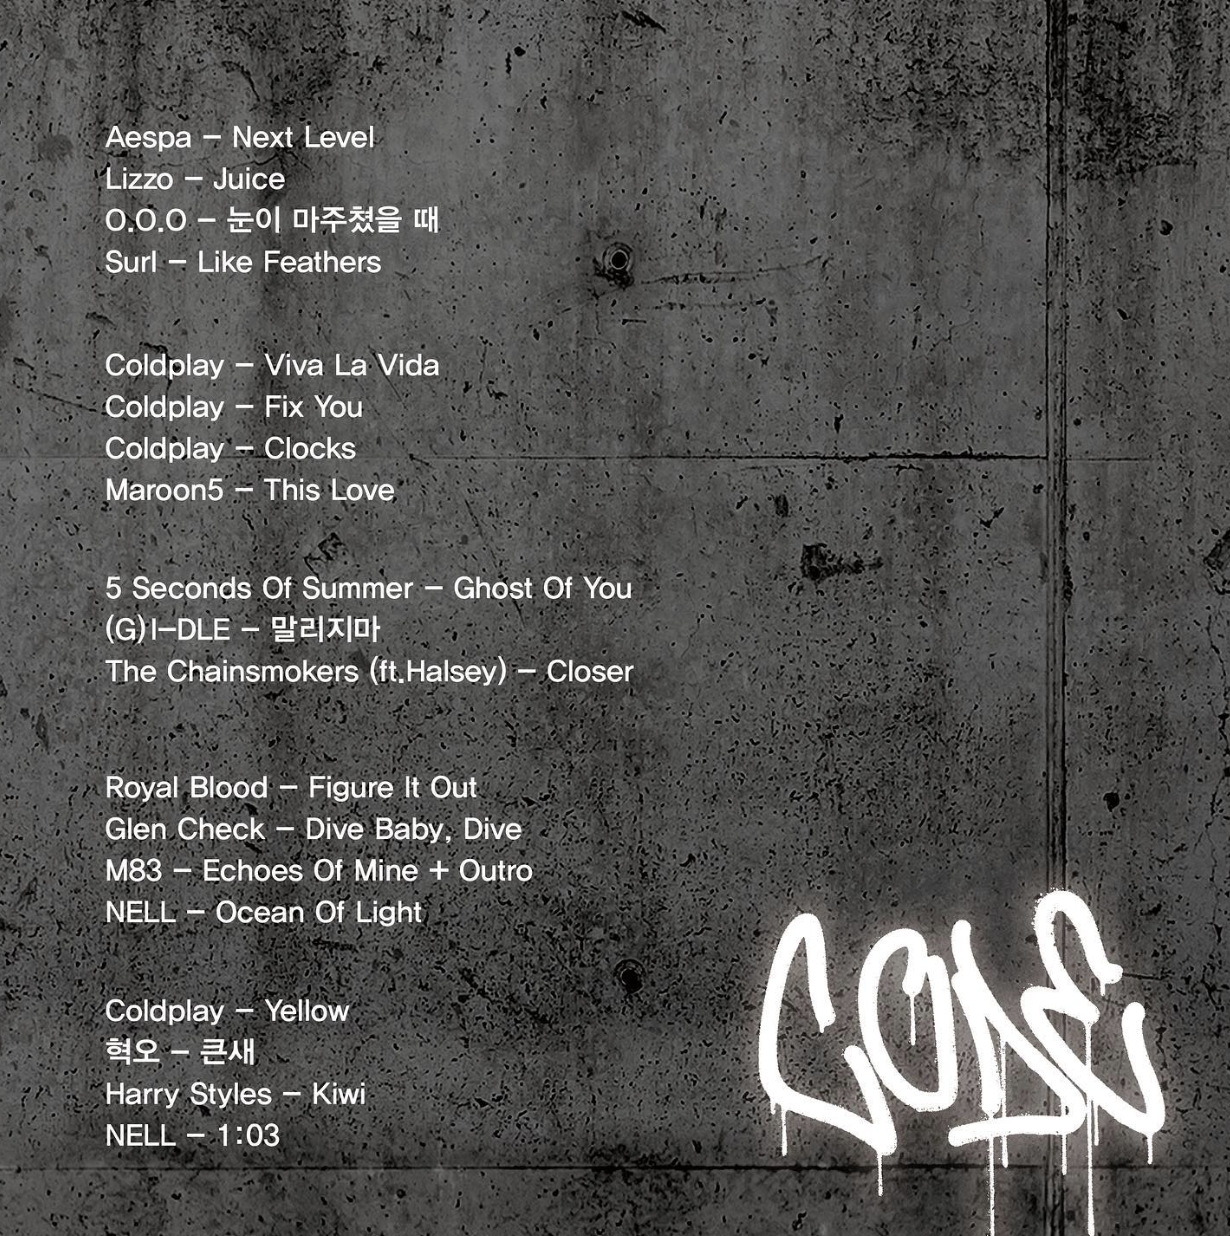 Aespa – Next Level
Lizzo – Juice
O.O.O – 눈이 마주쳤을 때
Surl – Like Feathers
Coldplay – Viva La Vida
Coldplay – Fix You
Coldplay – Clocks
Maroon5 – This Love
5 Seconds Of Summer – Ghost Of You
(G)I-DLE – 말리지마
The Chainsmokers (ft.Halsey) – Closer
Royal Blood – Figure It Out
Glen Check – Dive Baby, Dive
M83 – Echoes Of Mine + Outro
NELL – Ocean Of Light
Coldplay – Yellow
혁오 – 큰새
Harry Styles – Kiwi
NELL – 1:03
CODE